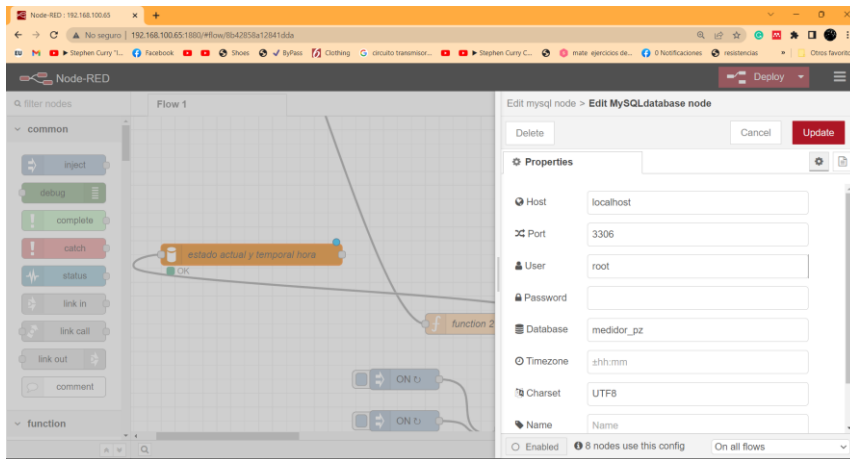 Node-RED : 192.168.100.65
No seguro | 192.168.100.65:1880/#flow/8b42858a12841dda
Stephen Curry "I... Facebook Shoes ByPass Clothing circuito transmisor... Stephen Curry C... mate ejercicios de... 0 Notificaciones resistencias » Otros favorito
Node-RED
Deploy
filter nodes
Flow 1
Edit mysql node > Edit MySQLdatabase node
common
Delete
Cancel
Update
Properties
inject
debug
complete
catch
status
link in
link call
link out
comment
function
estado actual y temporal hora
OK
function 2
ON ↻
ON ↻
Host
localhost
Port
3306
User
root
Password
Database
medidor_pz
Timezone
±hh:mm
Charset
UTF8
Name
Name
Enabled
8 nodes use this config
On all flows